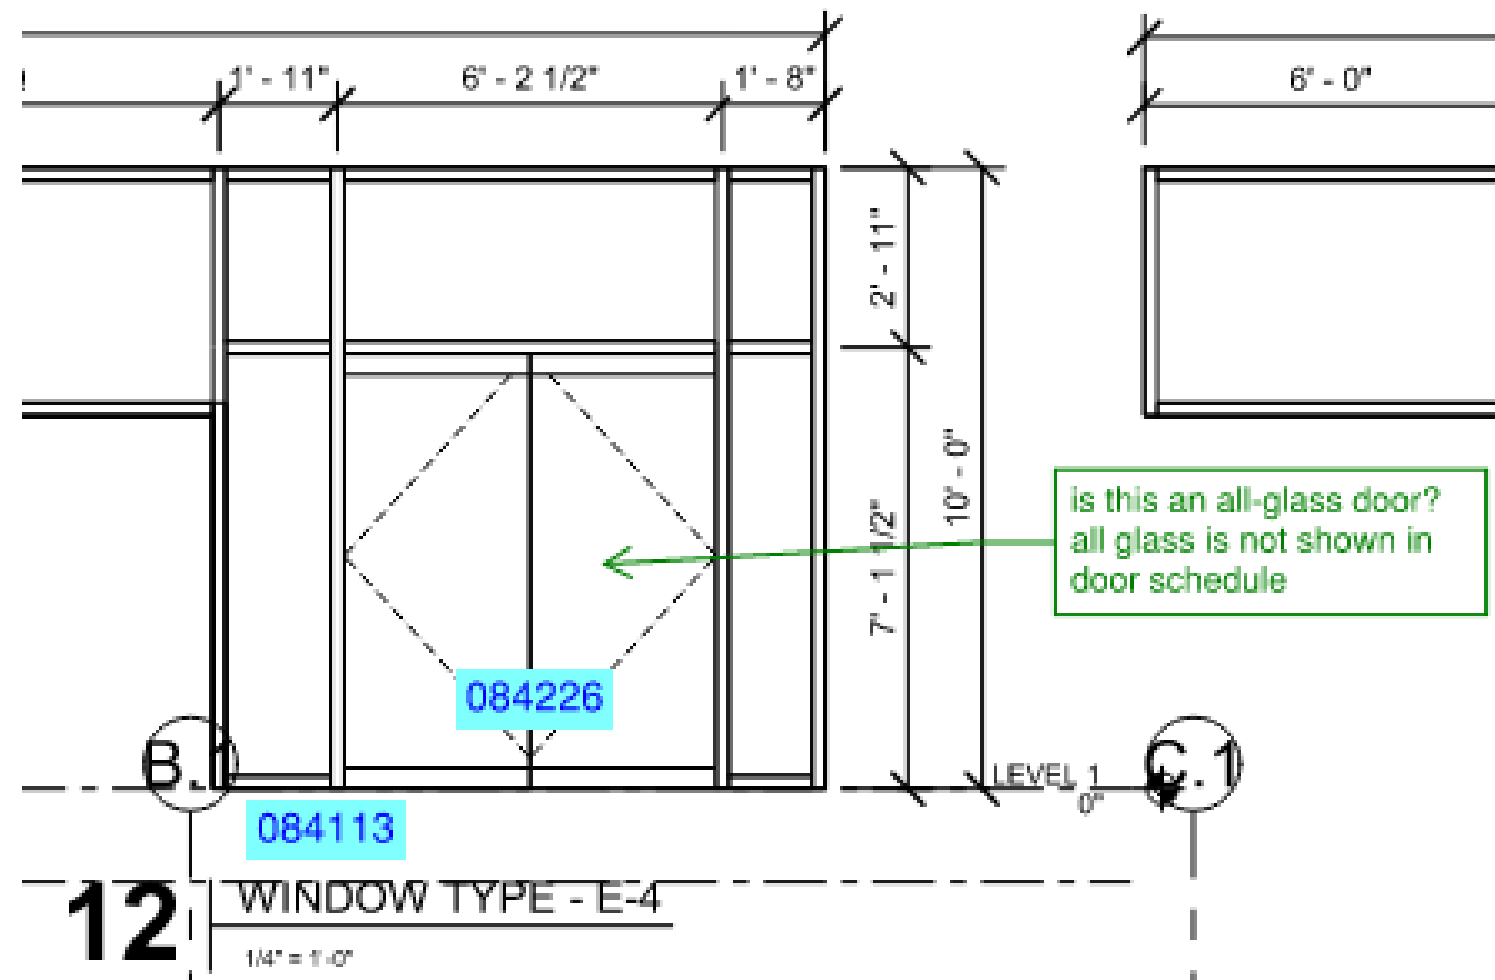 1' - 11"
6' - 2 1/2"
1' - 8"
6' - 0"
2' - 11"
10' - 0"
7' - 1 1/2"
is this an all-glass door?
all glass is not shown in
door schedule
084226
B.1
LEVEL 1
0"
C.1
084113
12
WINDOW TYPE - E-4
1/4" = 1'-0"